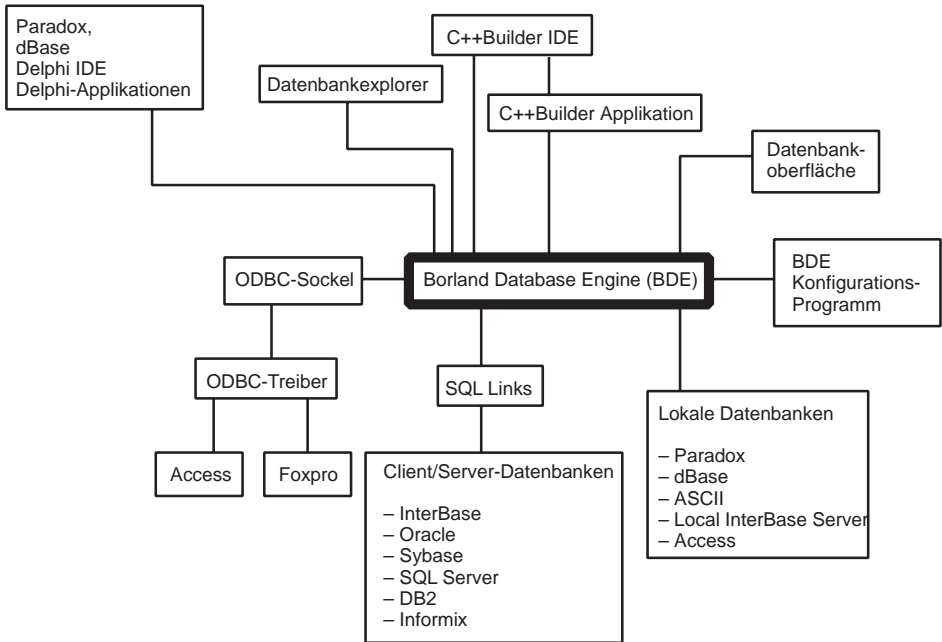 Paradox,
dBase
Delphi IDE
Delphi-Applikationen
C++Builder IDE
Datenbankexplorer
C++Builder Applikation
Datenbank-
oberfläche
ODBC-Sockel
Borland Database Engine (BDE)
BDE
Konfigurations-
Programm
ODBC-Treiber
SQL Links
Access
Foxpro
Client/Server-Datenbanken
– InterBase
– Oracle
– Sybase
– SQL Server
– DB2
– Informix
Lokale Datenbanken
– Paradox
– dBase
– ASCII
– Local InterBase Server
– Access